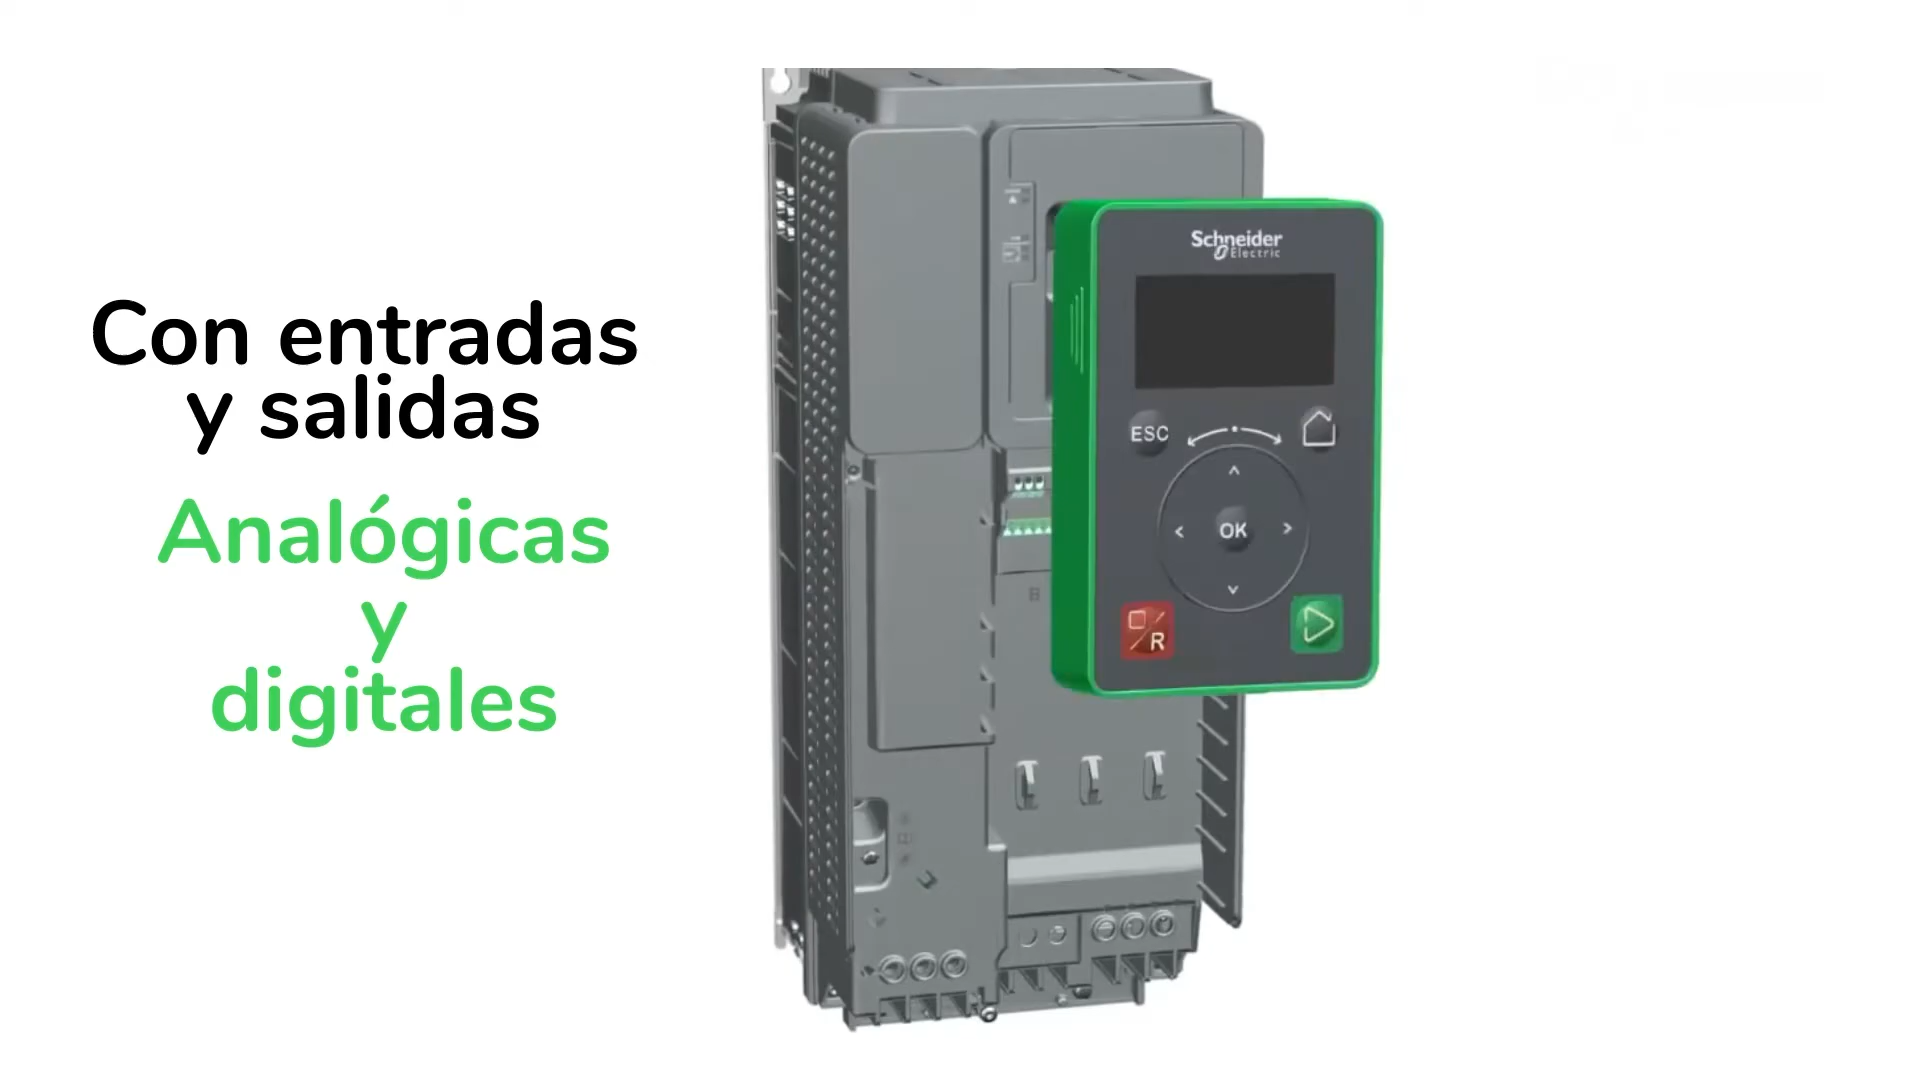 Con entradas
y salidas
Analógicas
y
digitales
Schneider
Electric
ESC
OK
R